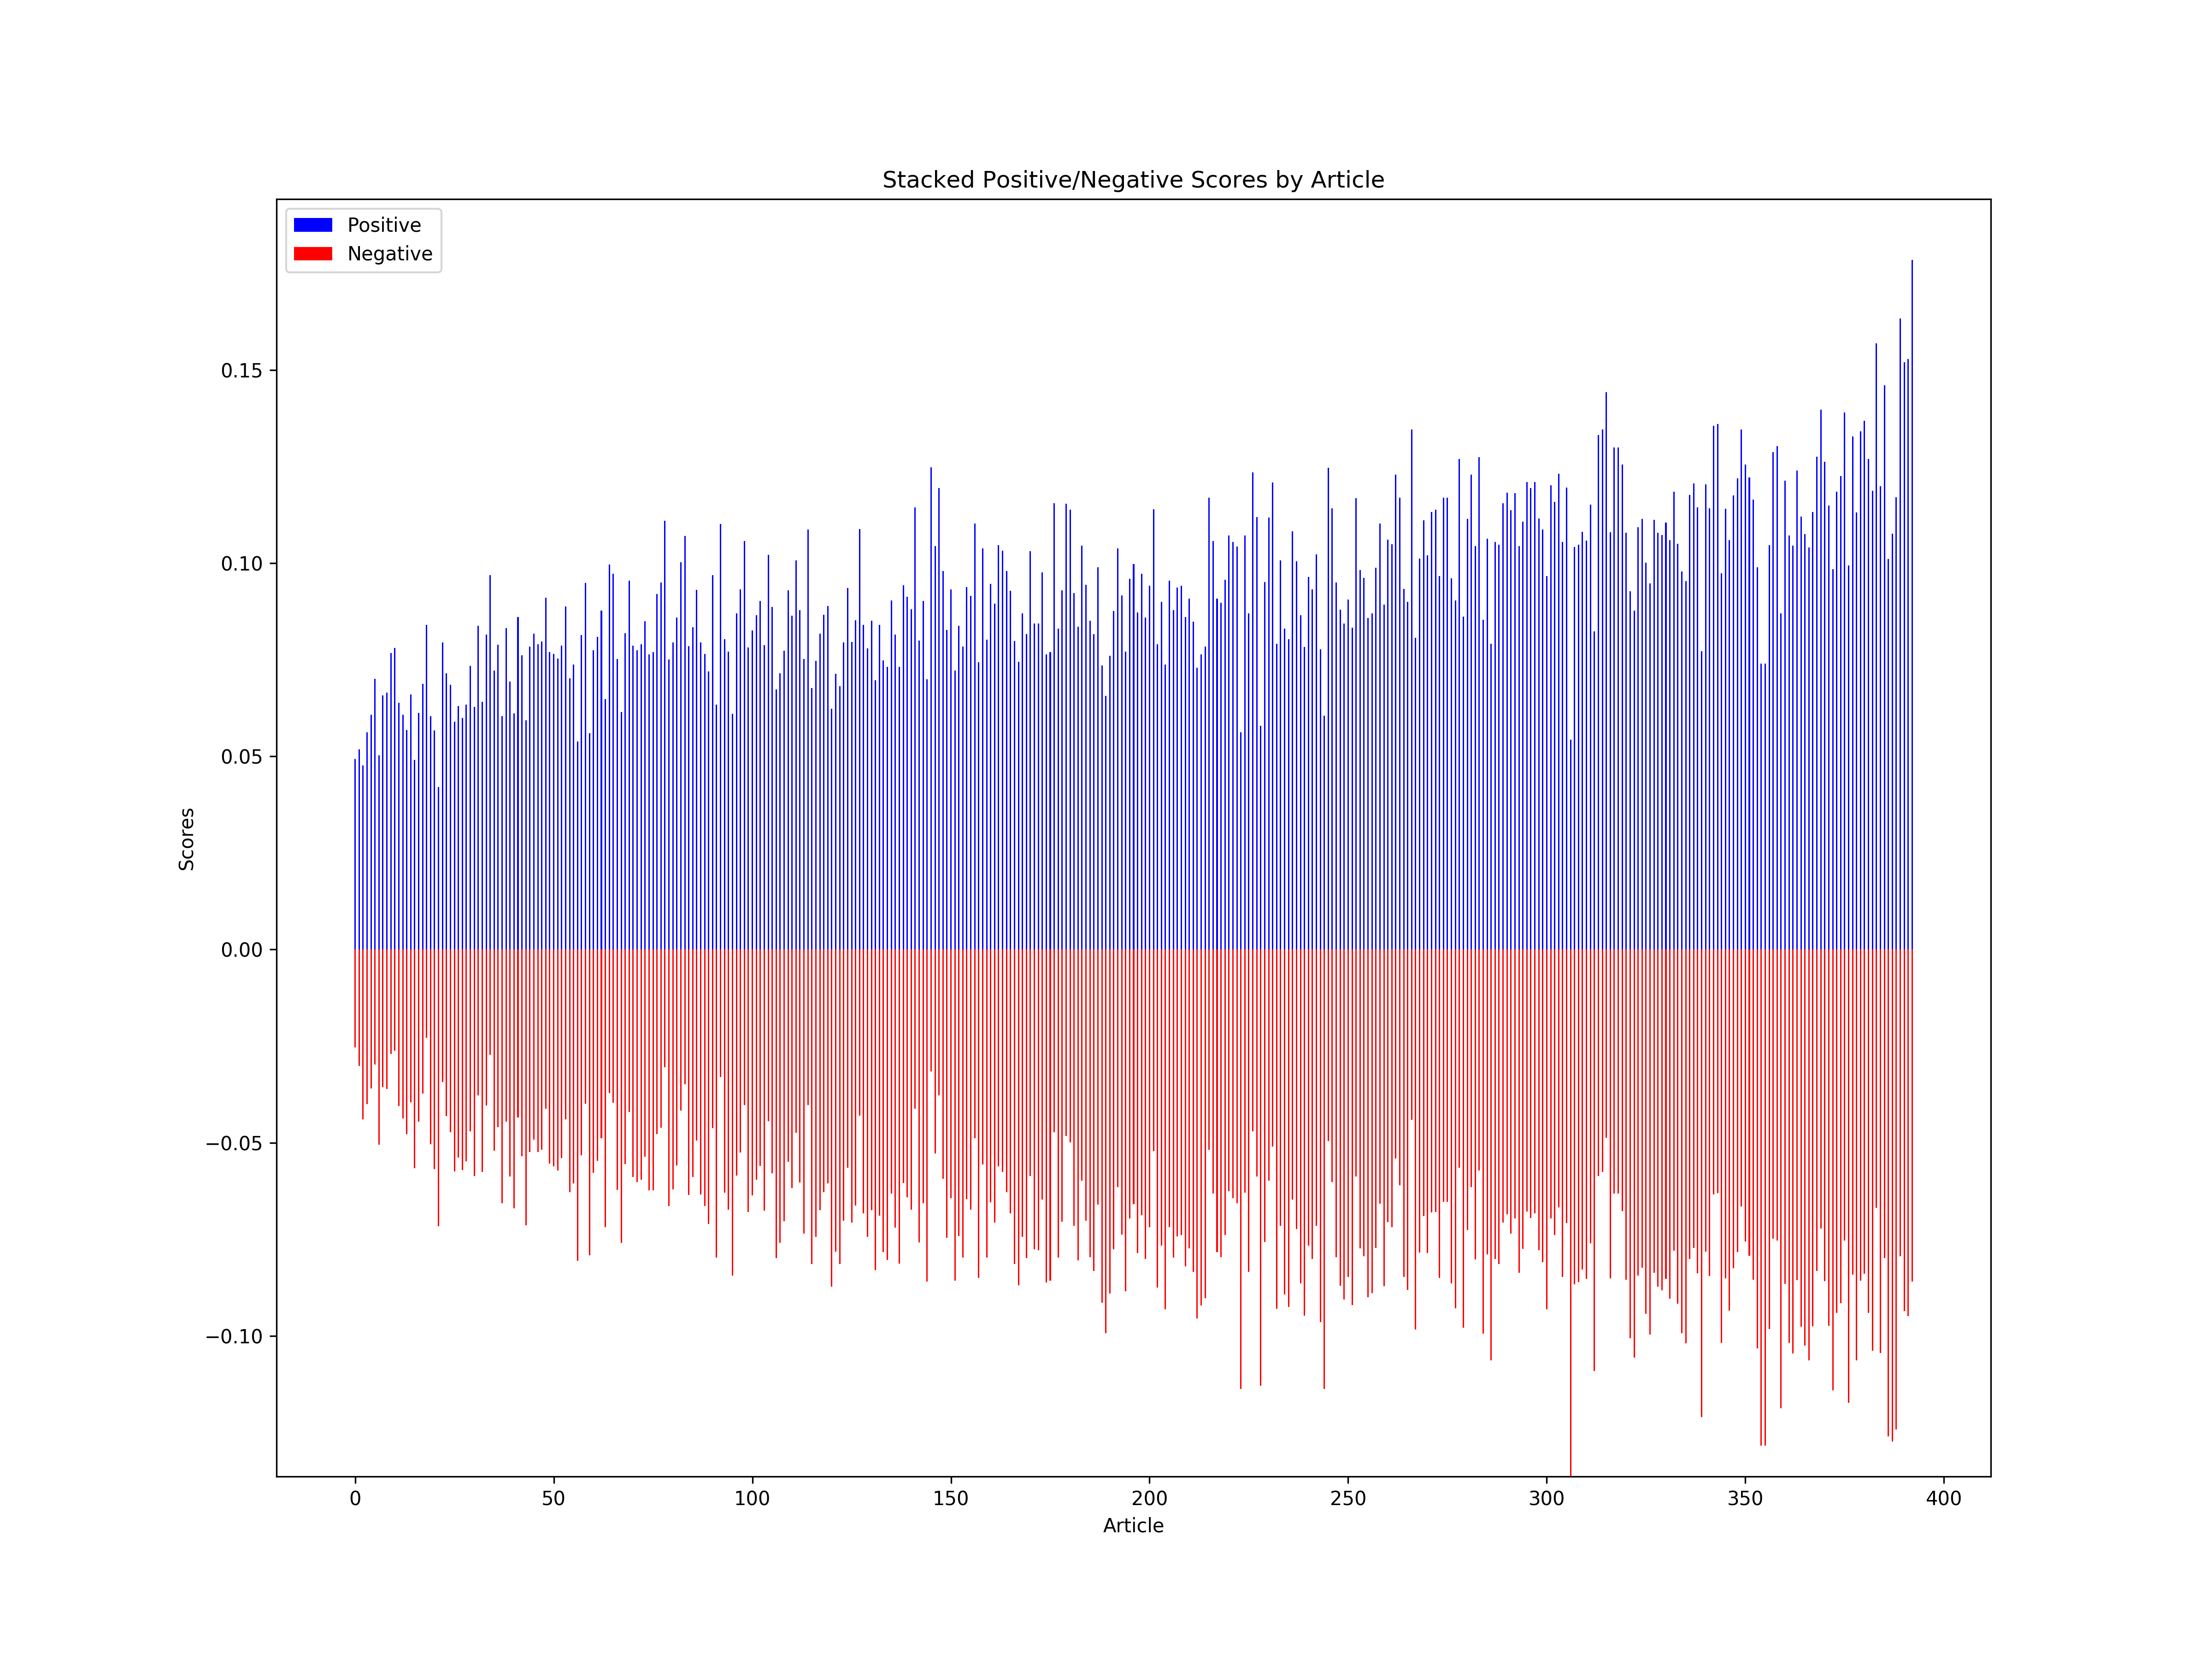 Stacked Positive/Negative Scores by Article
Positive
Negative
0.15
0.10
0.05
0.00
−0.05
−0.10
Scores
0 50 100 150 200 250 300 350 400
Article